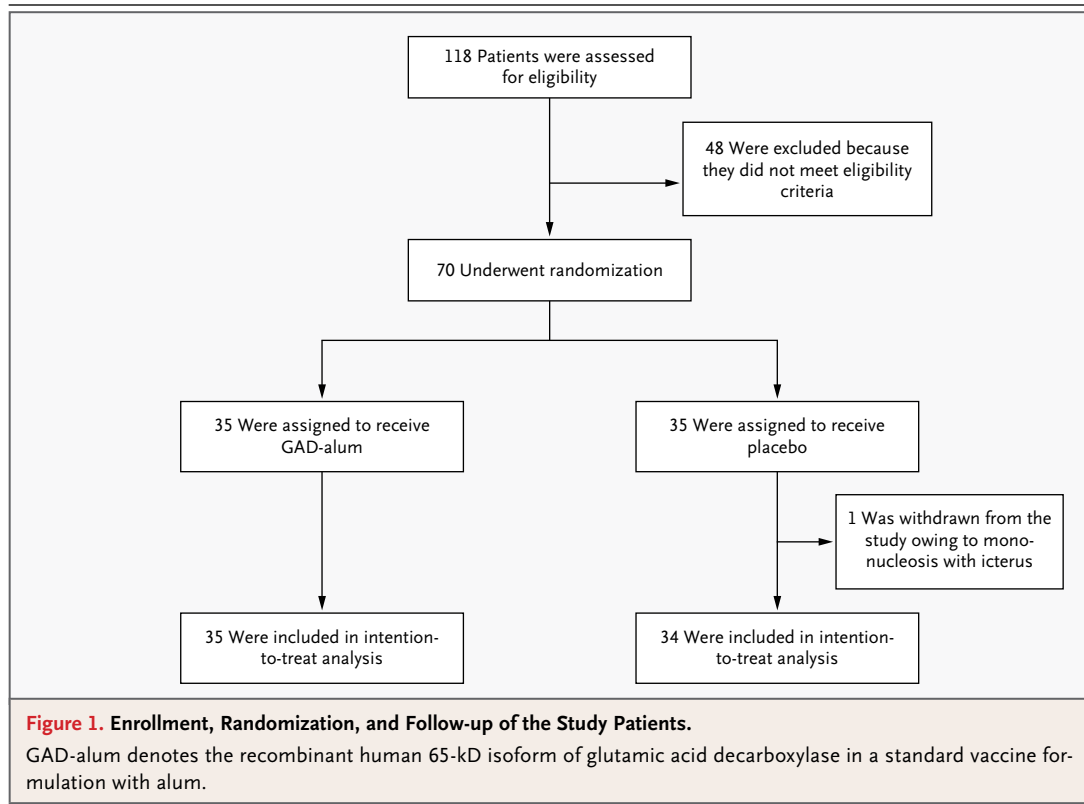 118 Patients were assessed
for eligibility
48 Were excluded because
they did not meet eligibility
criteria
70 Underwent randomization
35 Were assigned to receive
GAD-alum
35 Were assigned to receive
placebo
1 Was withdrawn from the
study owing to mono-
nucleosis with icterus
35 Were included in intention-
to-treat analysis
34 Were included in intention-
to-treat analysis
Figure 1. Enrollment, Randomization, and Follow-up of the Study Patients.
GAD-alum denotes the recombinant human 65-kD isoform of glutamic acid decarboxylase in a standard vaccine for-
mulation with alum.